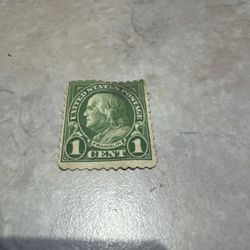 UNITED STATES POSTAGE
FRANKLIN
1 CENT 1